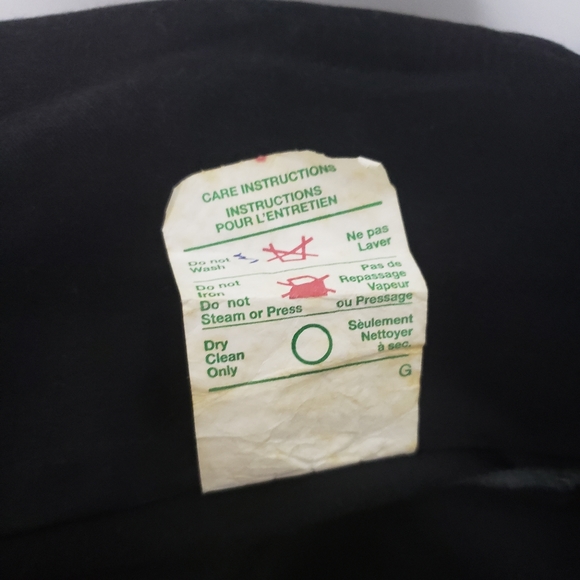 CARE INSTRUCTIONS
INSTRUCTIONS
POUR L'ENTRETIEN
Do not
Wash
Ne pas
Laver
Do not
Iron
Do not
Steam or Press
Pas de
Repassage
Vapeur
ou Pressage
Dry
Clean
Only
Sèulement
Nettoyer
à sec.
G